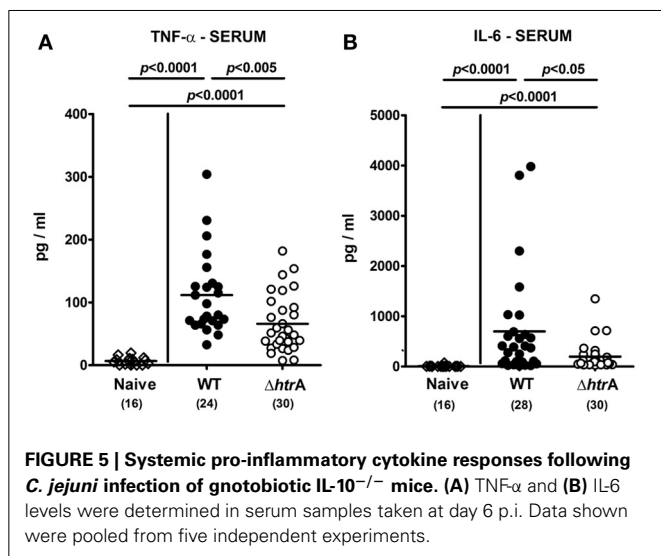 A
TNF-α - SERUM
p<0.0001 p<0.005
p<0.0001
400
300
200
100
0
pg / ml
Naive WT ΔhtrA
(16) (24) (30)
B
IL-6 - SERUM
p<0.0001 p<0.05
p<0.0001
5000
4000
3000
2000
1000
0
pg / ml
Naive WT ΔhtrA
(16) (28) (30)
FIGURE 5 | Systemic pro-inflammatory cytokine responses following
C. jejuni infection of gnotobiotic IL-10−/− mice. (A) TNF-α and (B) IL-6
levels were determined in serum samples taken at day 6 p.i. Data shown
were pooled from five independent experiments.